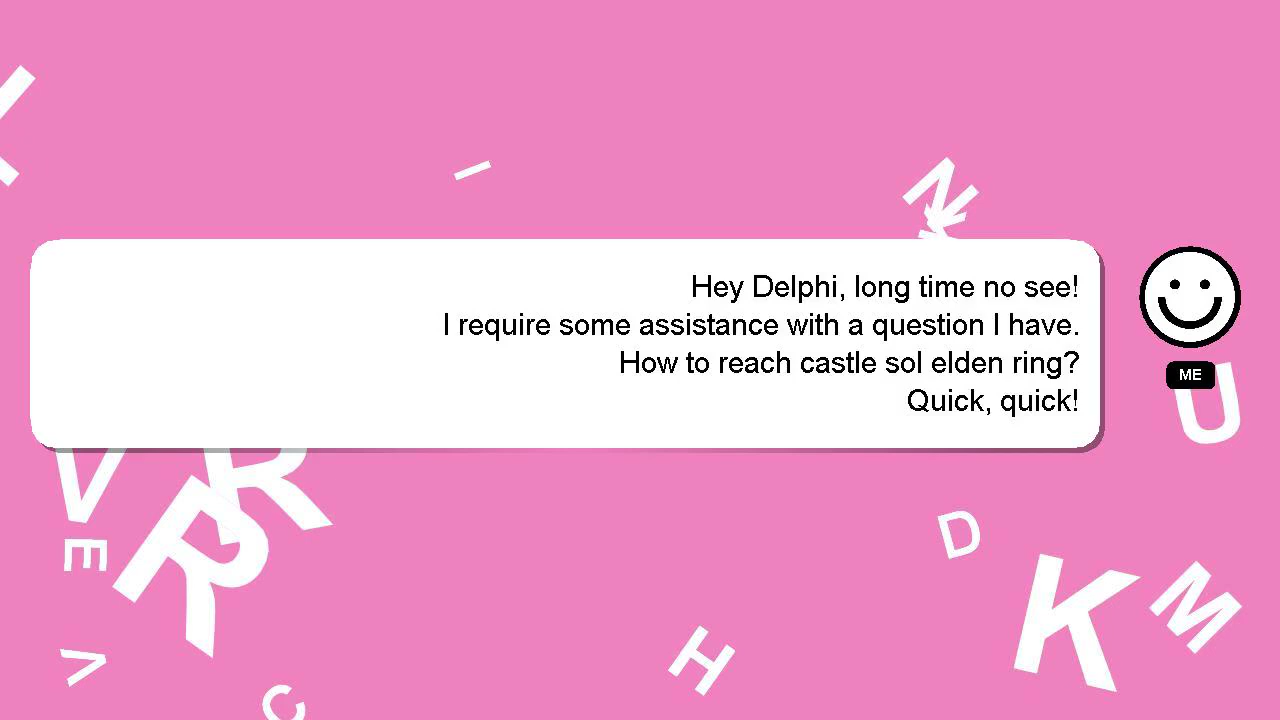 Hey Delphi, long time no see!
I require some assistance with a question I have.
How to reach castle sol elden ring?
Quick, quick!
ME
I
N
K
U
V
R
R
E
V
C
H
D
K
M